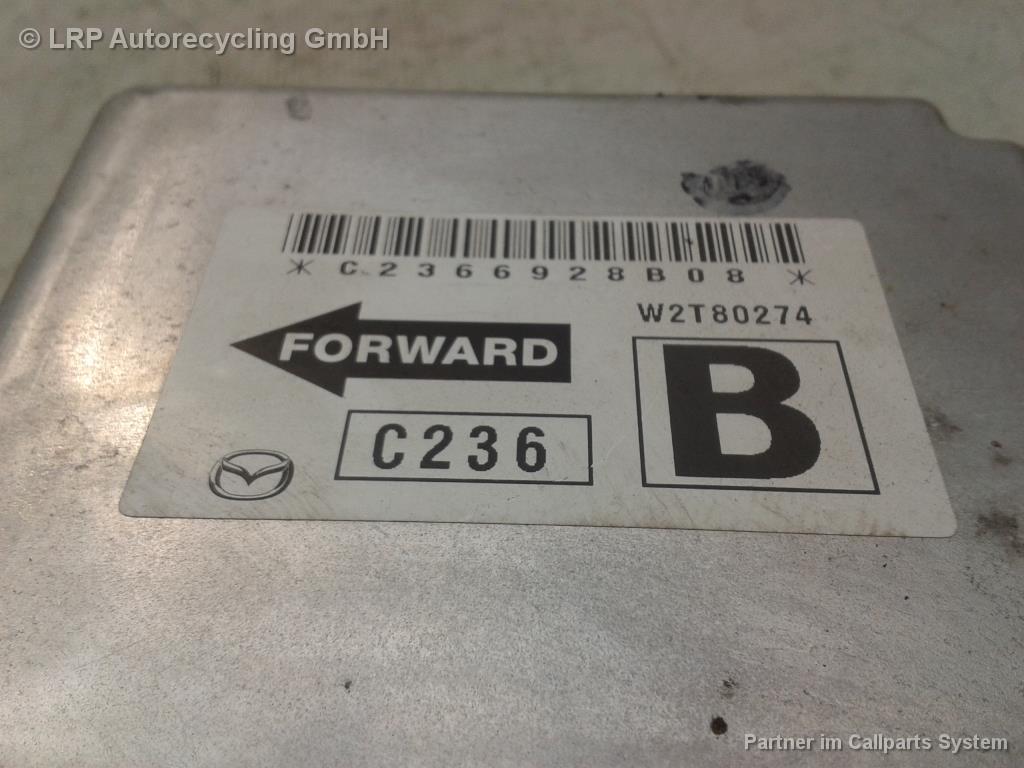 © LRP Autorecycling GmbH
*C2366928B08*
W2T80274
FORWARD
B
C236
Partner im Callparts System